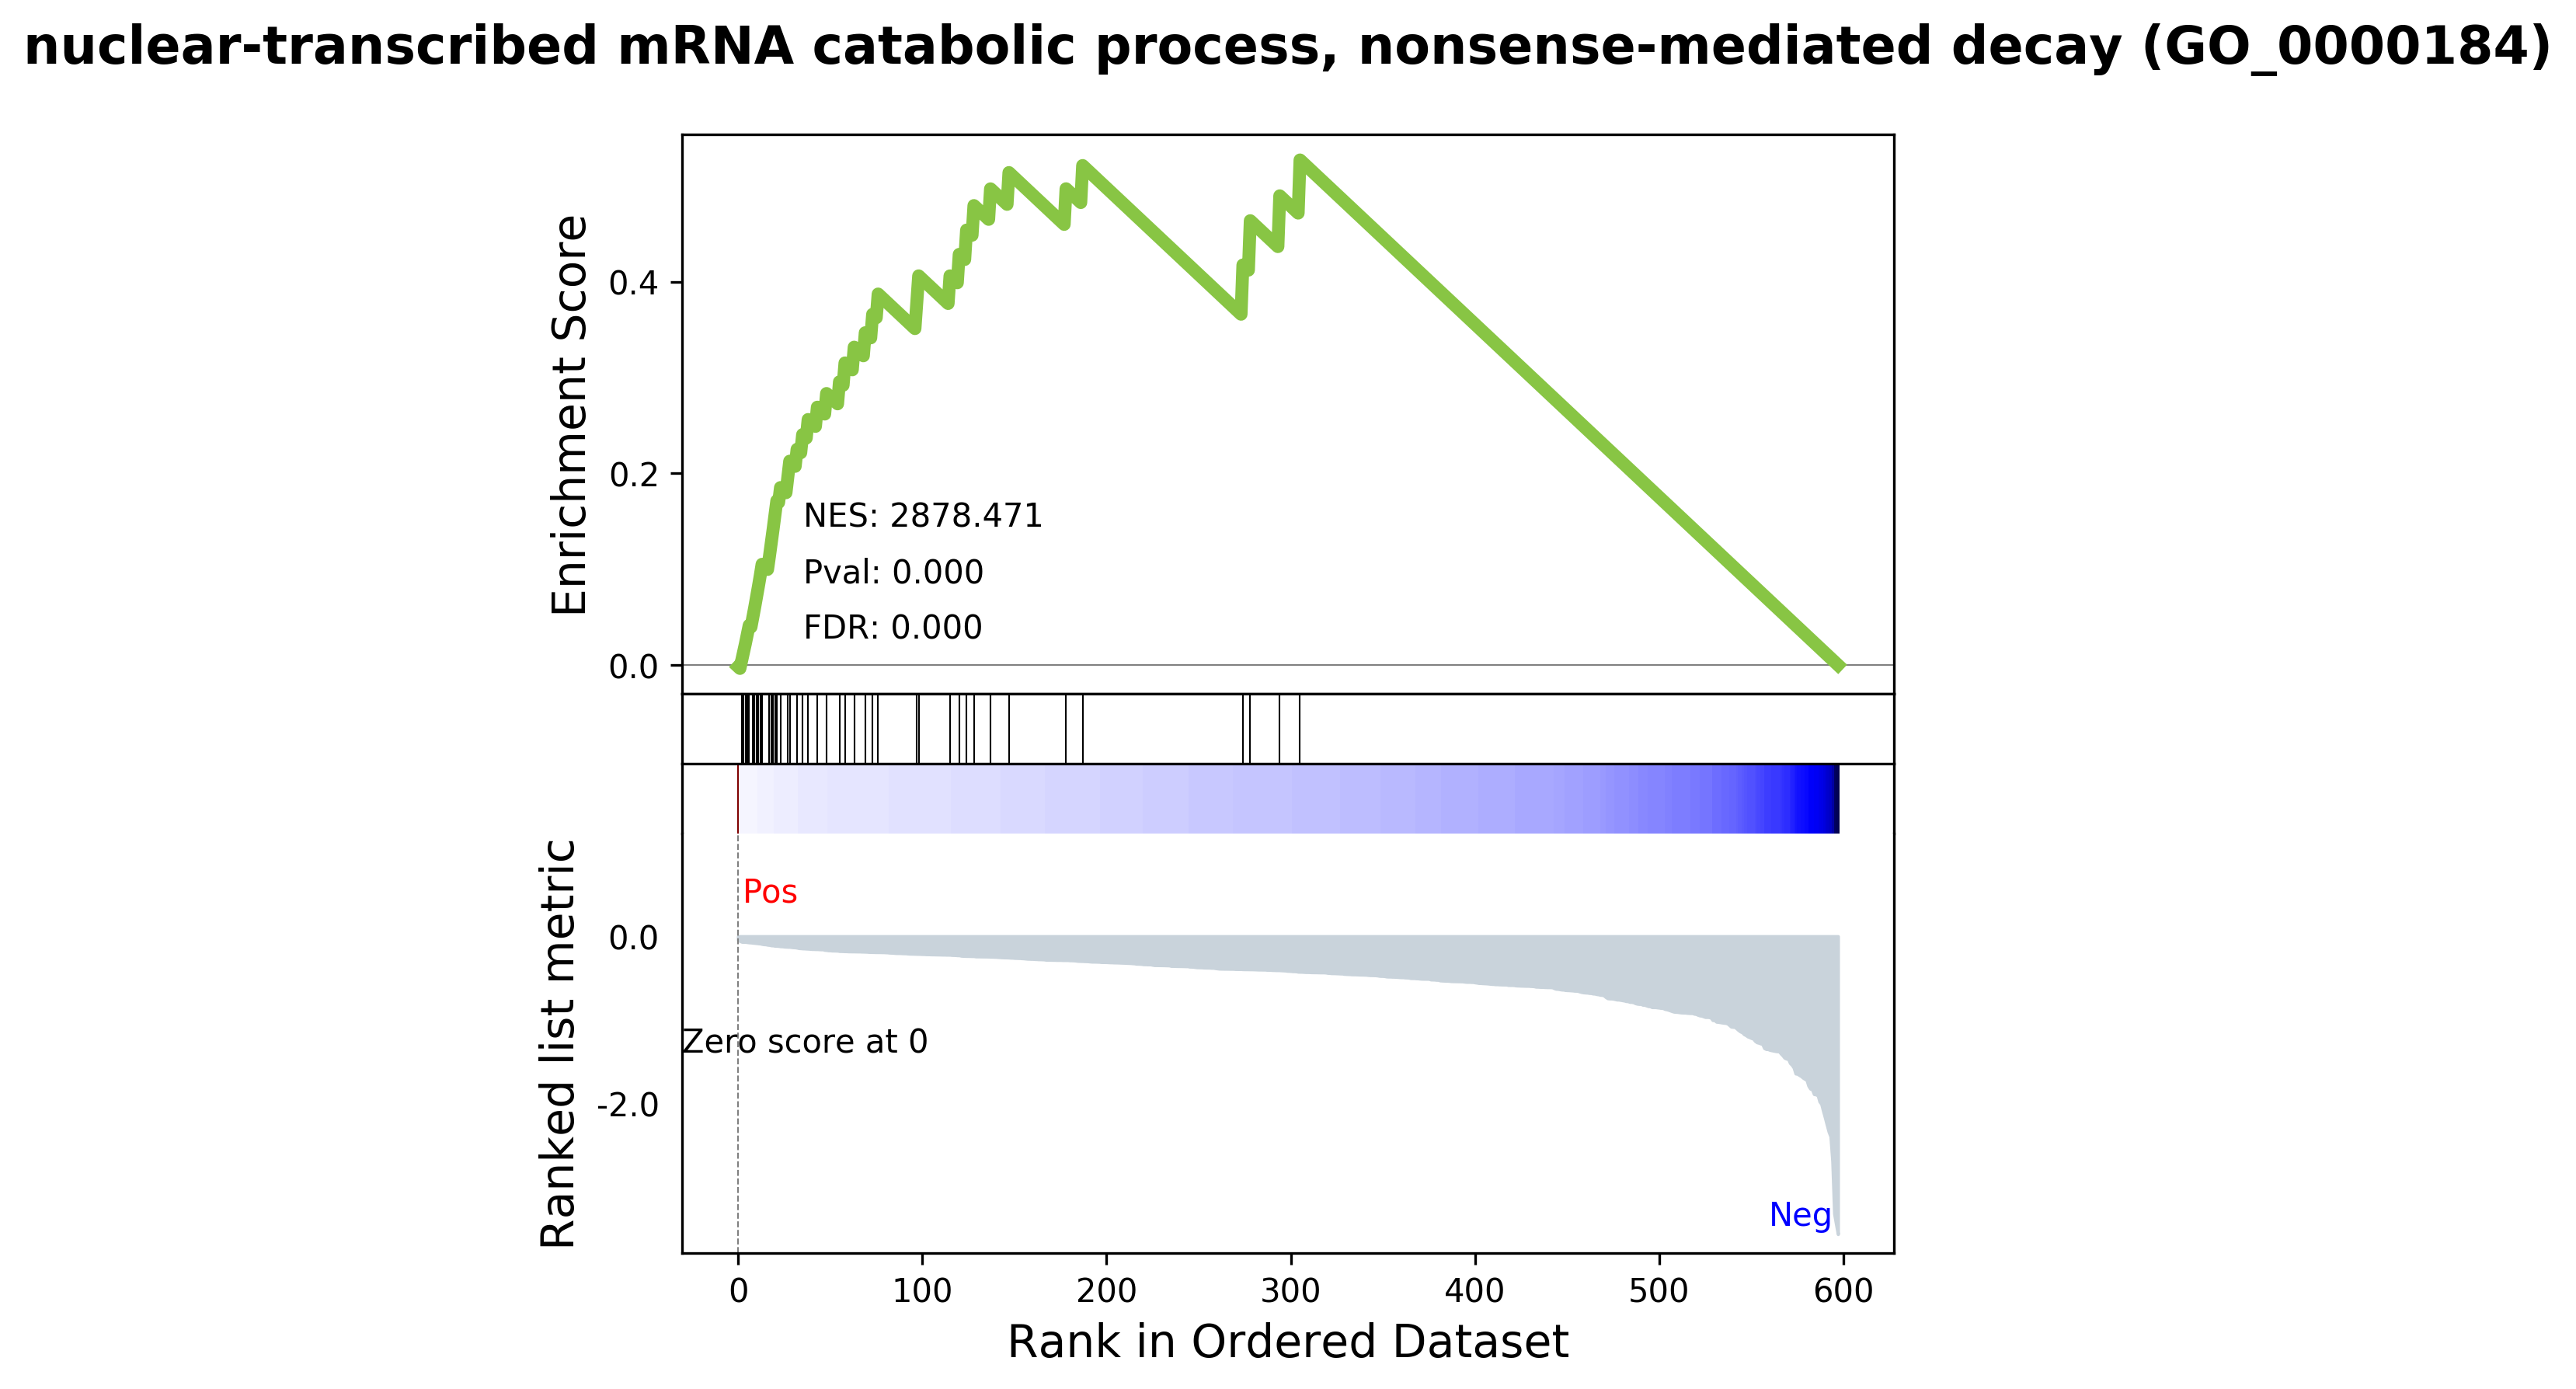 nuclear-transcribed mRNA catabolic process, nonsense-mediated decay (GO_0000184)
Enrichment Score
0.4
0.2
0.0
NES: 2878.471
Pval: 0.000
FDR: 0.000
Ranked list metric
Pos
0.0
Zero score at 0
-2.0
Neg
0 100 200 300 400 500 600
Rank in Ordered Dataset